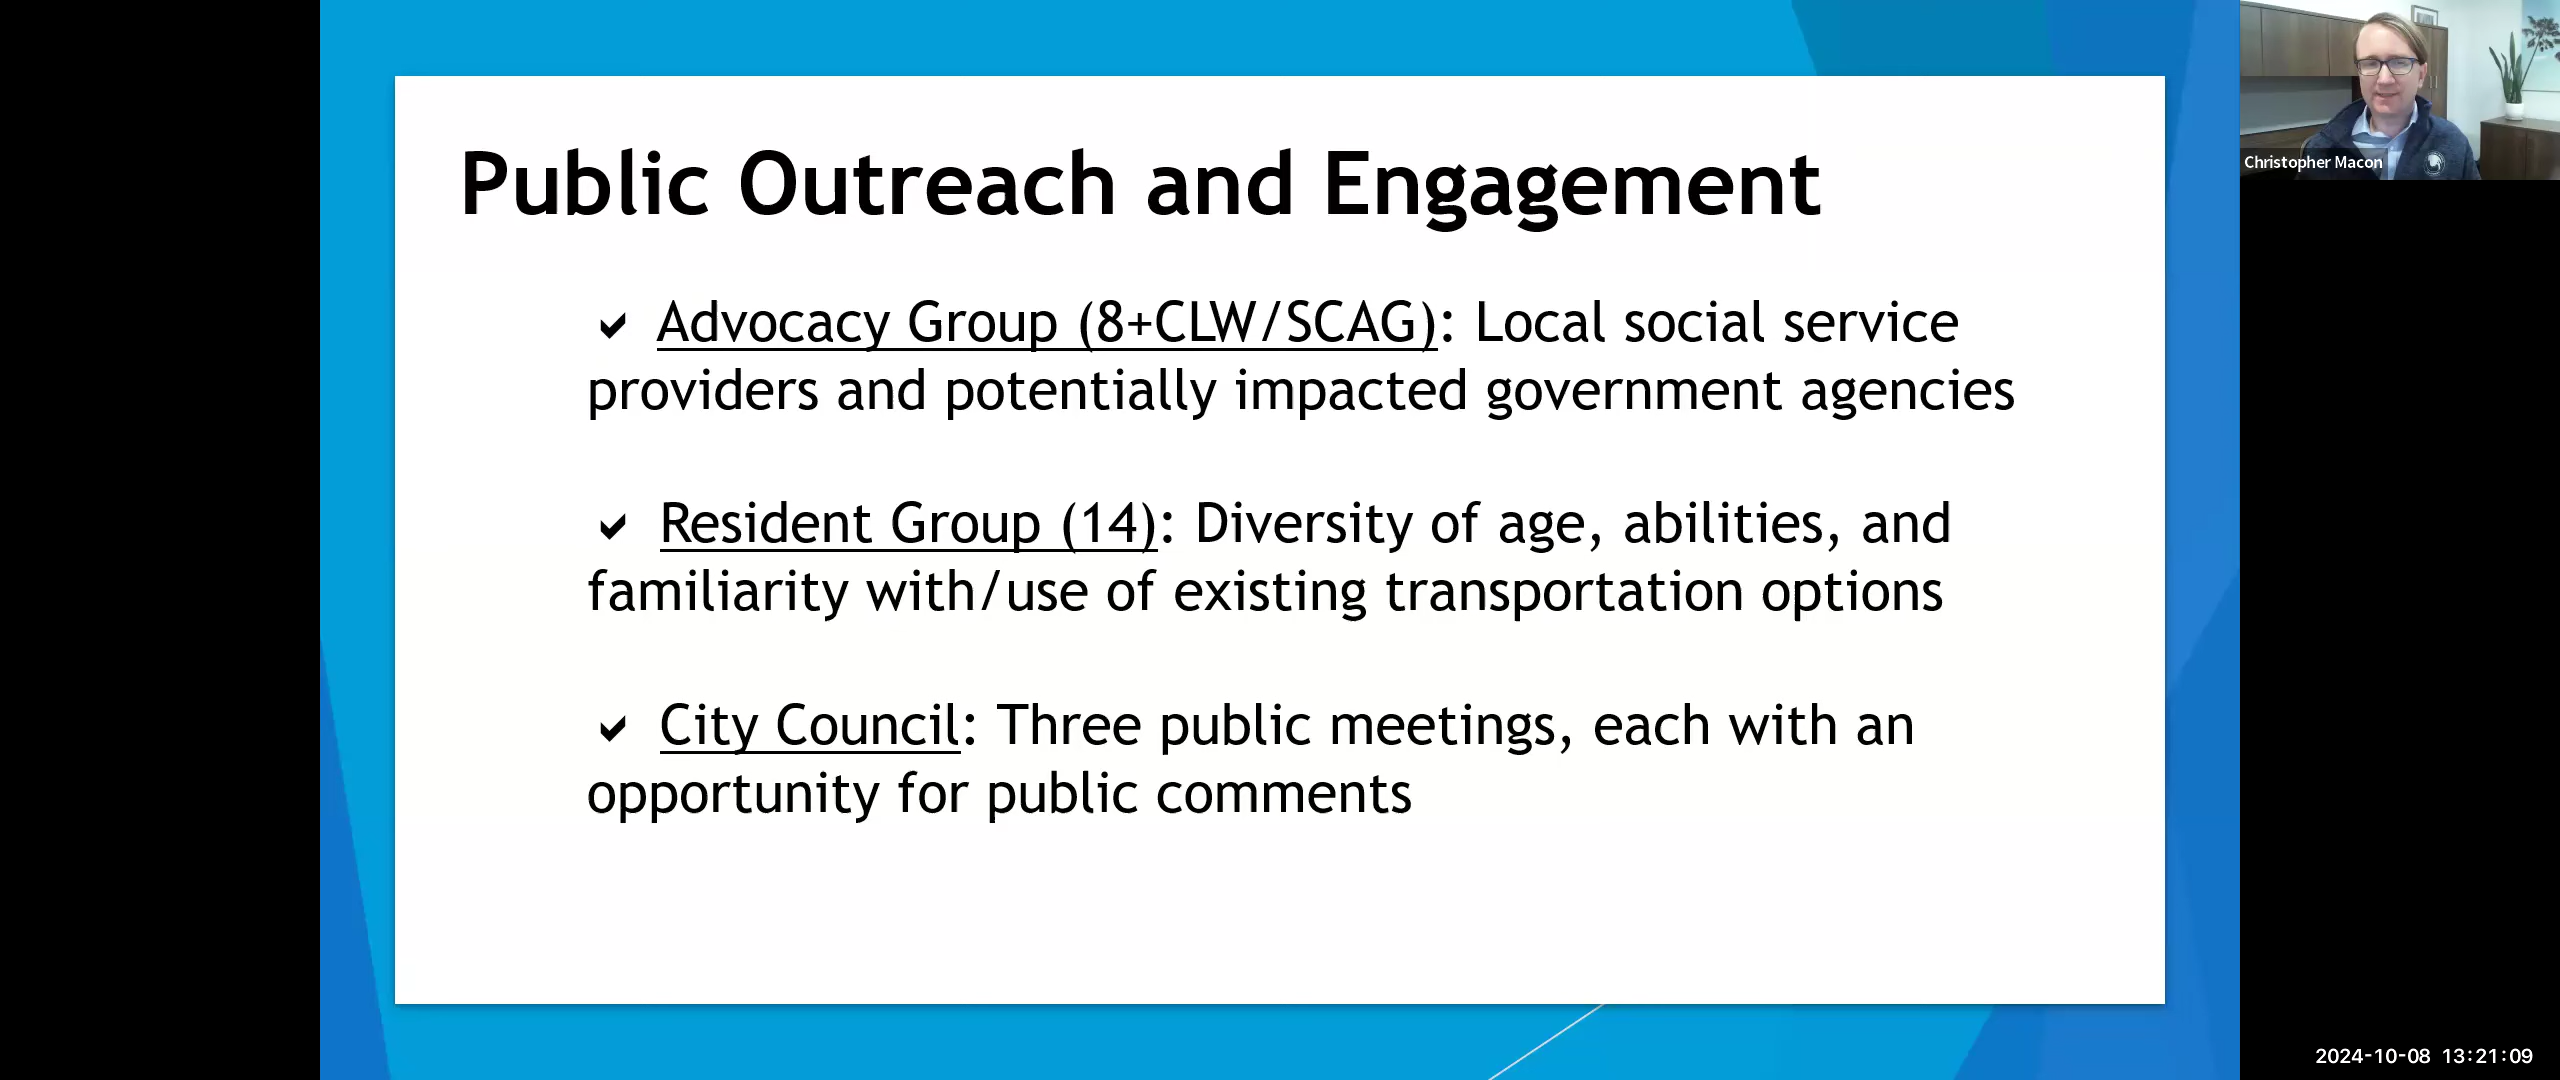 Public Outreach and Engagement
✓ Advocacy Group (8+CLW/SCAG): Local social service
providers and potentially impacted government agencies
✓ Resident Group (14): Diversity of age, abilities, and
familiarity with/use of existing transportation options
✓ City Council: Three public meetings, each with an
opportunity for public comments
Christopher Macon
2024-10-08 13:21:09